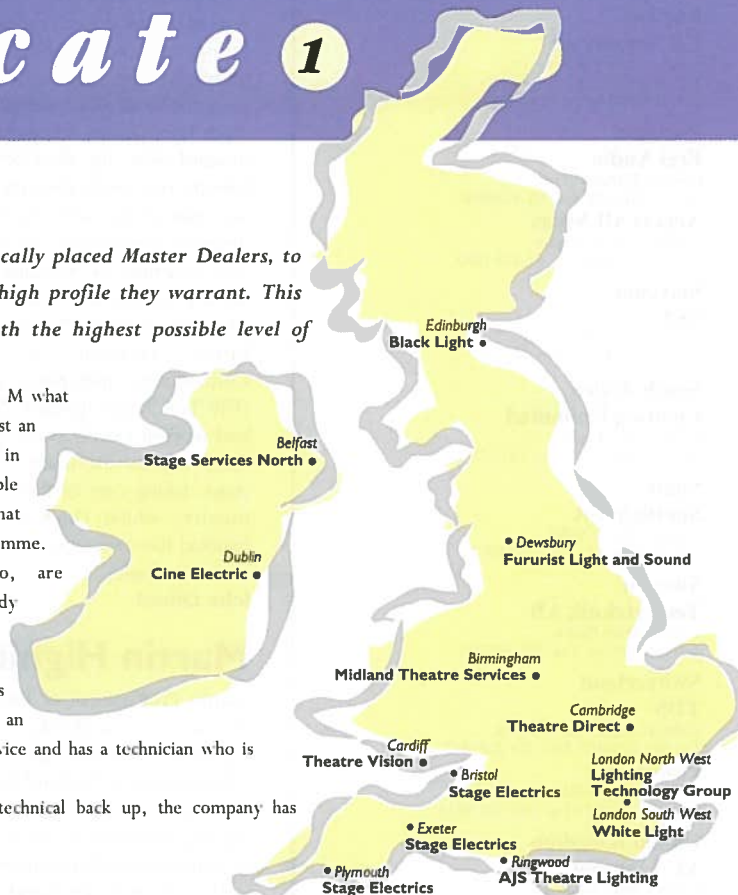 cate 1
cally placed Master Dealers, to
high profile they warrant. This
th the highest possible level of
M what
st an
in
ble
hat
mme.
o, are
dy
s
an
vice and has a technician who is
technical back up, the company has
Edinburgh
Black Light
Belfast
Stage Services North
Dublin
Cine Electric
Dewsbury
Fururist Light and Sound
Birmingham
Midland Theatre Services
Cambridge
Theatre Direct
Cardiff
Theatre Vision
Bristol
Stage Electrics
London North West
Lighting
Technology Group
London South West
White Light
Exeter
Stage Electrics
Ringwood
AJS Theatre Lighting
Plymouth
Stage Electrics